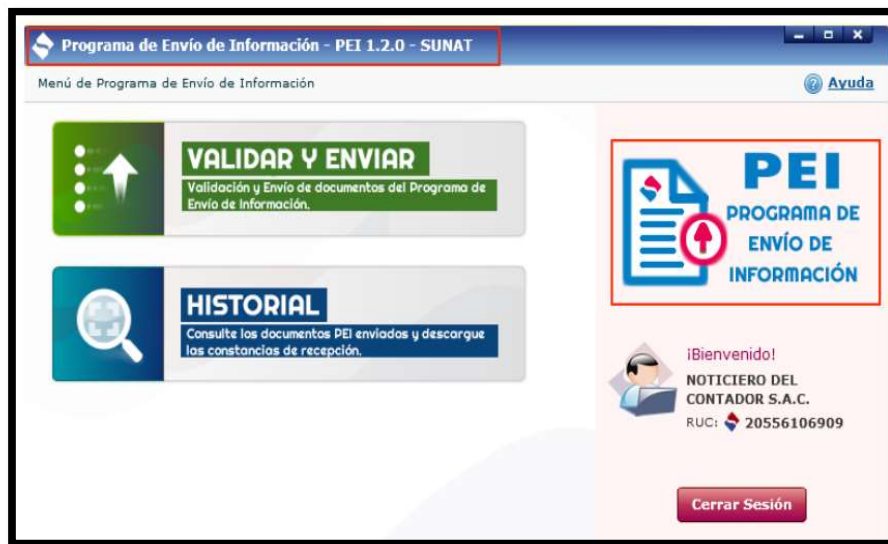 Programa de Envío de Información - PEI 1.2.0 - SUNAT
Menú de Programa de Envío de Información
Ayuda
VALIDAR Y ENVIAR
Validación y Envío de documentos del Programa de
Envío de Información.
HISTORIAL
Consulte los documentos PEI enviados y descargue
las constancias de recepción.
PEI
PROGRAMA DE
ENVÍO DE
INFORMACIÓN
¡Bienvenido!
NOTICIERO DEL
CONTADOR S.A.C.
RUC: 20556106909
Cerrar Sesión